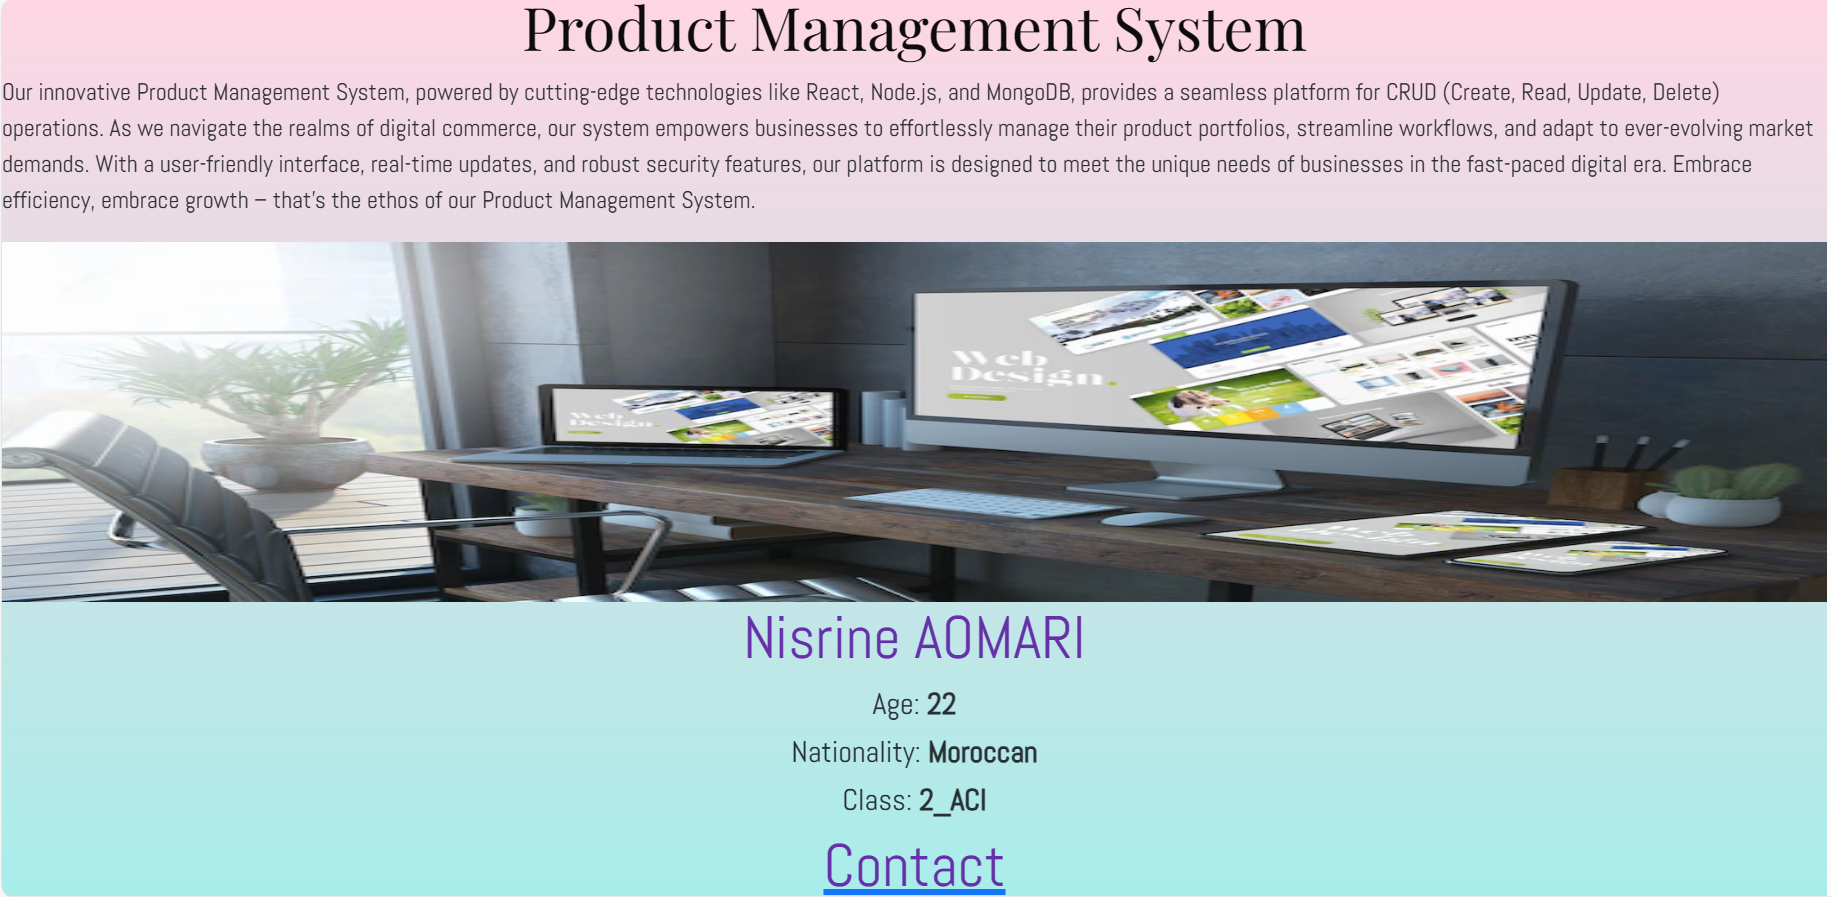 Product Management System
Our innovative Product Management System, powered by cutting-edge technologies like React, Node.js, and MongoDB, provides a seamless platform for CRUD (Create, Read, Update, Delete)
operations. As we navigate the realms of digital commerce, our system empowers businesses to effortlessly manage their product portfolios, streamline workflows, and adapt to ever-evolving market
demands. With a user-friendly interface, real-time updates, and robust security features, our platform is designed to meet the unique needs of businesses in the fast-paced digital era. Embrace
efficiency, embrace growth – that's the ethos of our Product Management System.
Web
Design.
Web
Design.
Nisrine AOMARI
Age: 22
Nationality: Moroccan
Class: 2_ACI
Contact